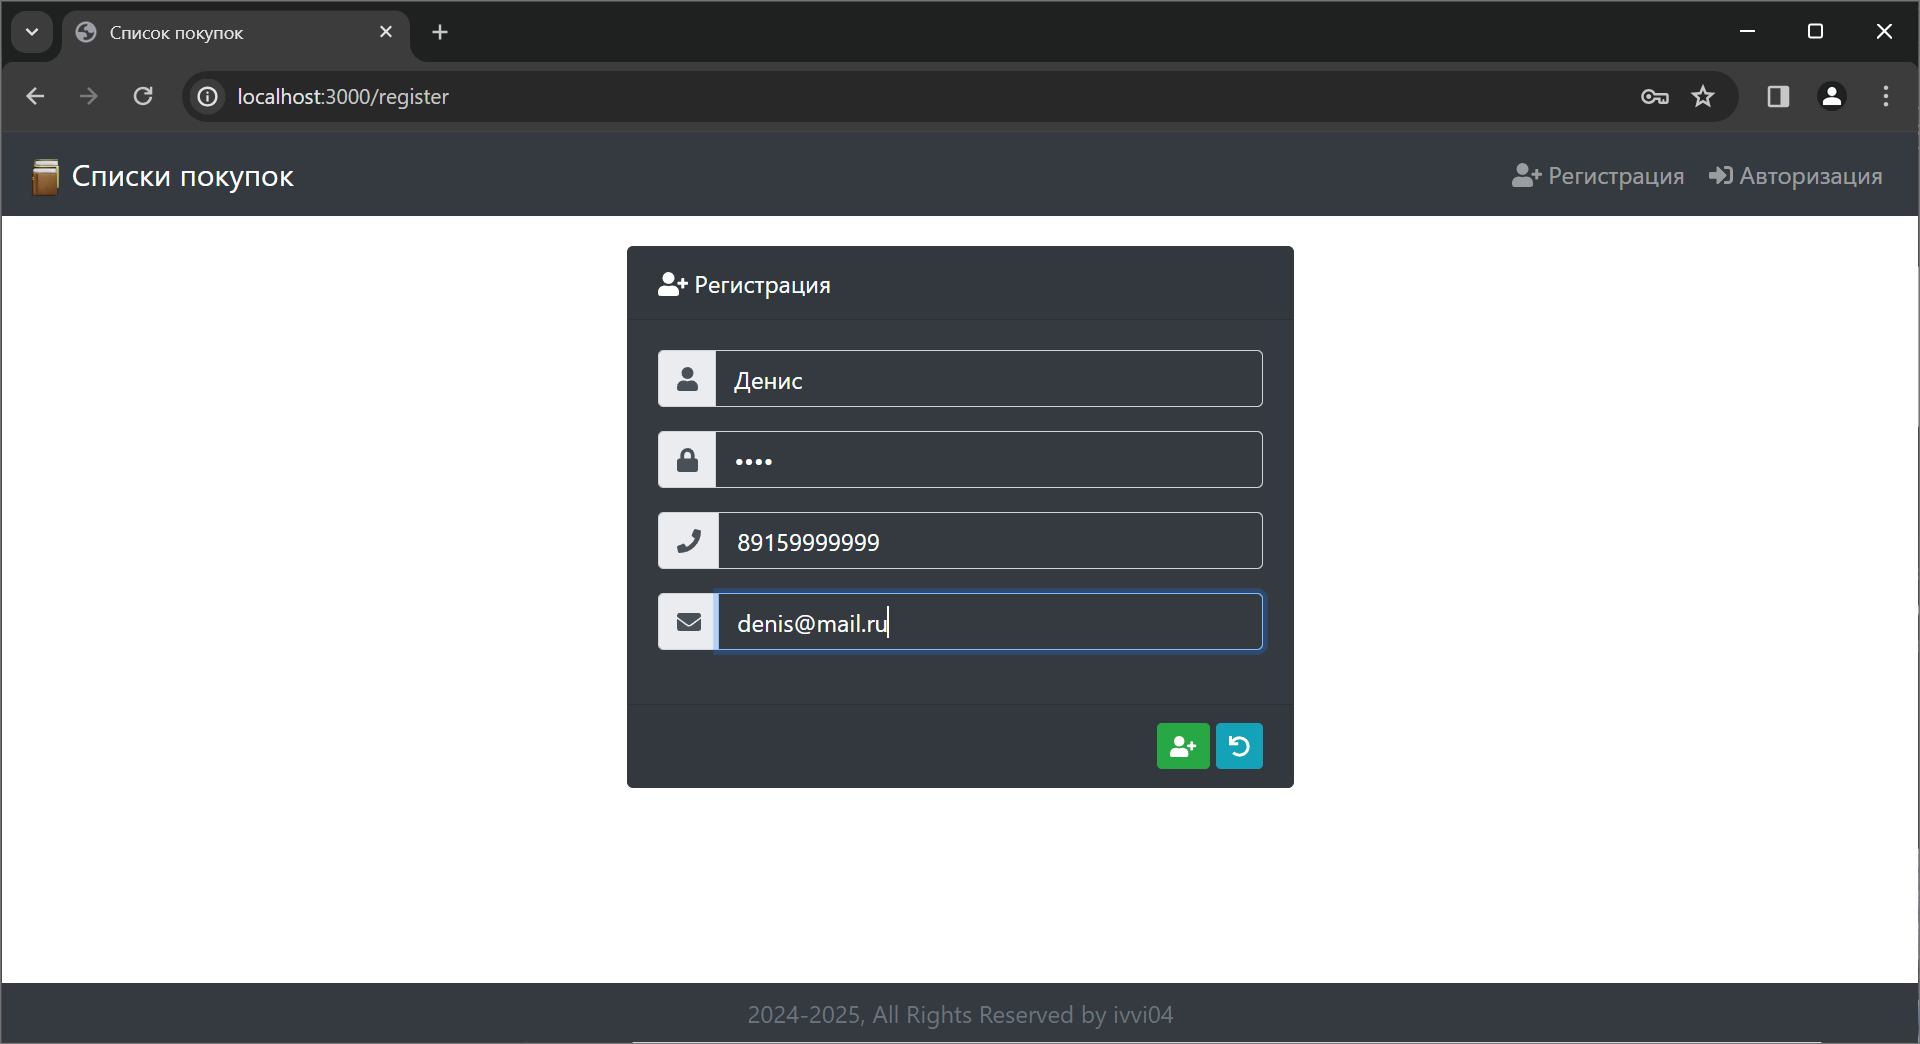 Список покупок
localhost:3000/register
Списки покупок
Регистрация
Авторизация
Регистрация
Денис
••••
89159999999
denis@mail.ru
2024-2025, All Rights Reserved by ivvi04